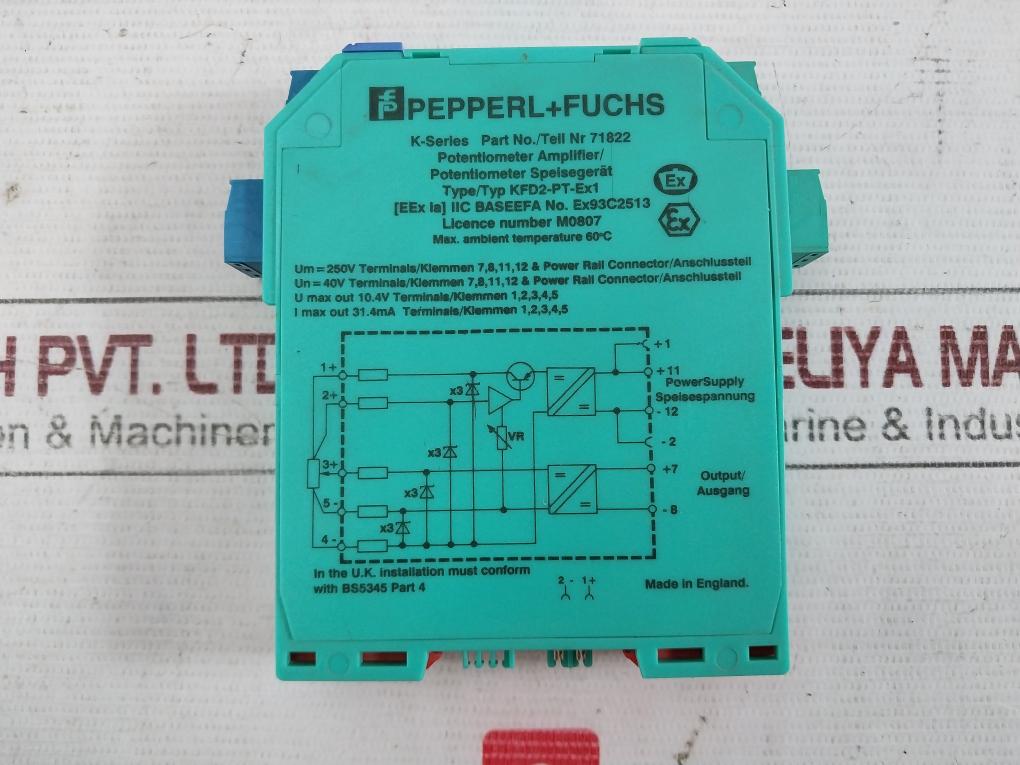 PEPPERL+FUCHS
K-Series Part No./Teil Nr 71822
Potentiometer Amplifier/
Potentiometer Speisegerät
Type/Typ KFD2-PT-Ex1
[EEx ia] IIC BASEEFA No. Ex93C2513
Licence number M0807
Max. ambient temperature 60°C
Ex
Ex
Um = 250V Terminals/Klemmen 7,8,11,12 & Power Rail Connector/Anschlussteil
Un = 40V Terminals/Klemmen 7,8,11,12 & Power Rail Connector/Anschlussteil
U max out 10.4V Terminals/Klemmen 1,2,3,4,5
I max out 31.4mA Terminals/Klemmen 1,2,3,4,5
+ 1
1 +
+ 11
2+
x3
PowerSupply
Speisespannung
- 12
VR
- 2
x3
3+
+7
x3
Output/
Ausgang
5 -
- 8
x3
4 -
In the U.K. installation must conform
with BS5345 Part 4
2 - 1+
Made in England.
H PVT. LTD
ELIYA MA
on & Machiner
arine & Indus